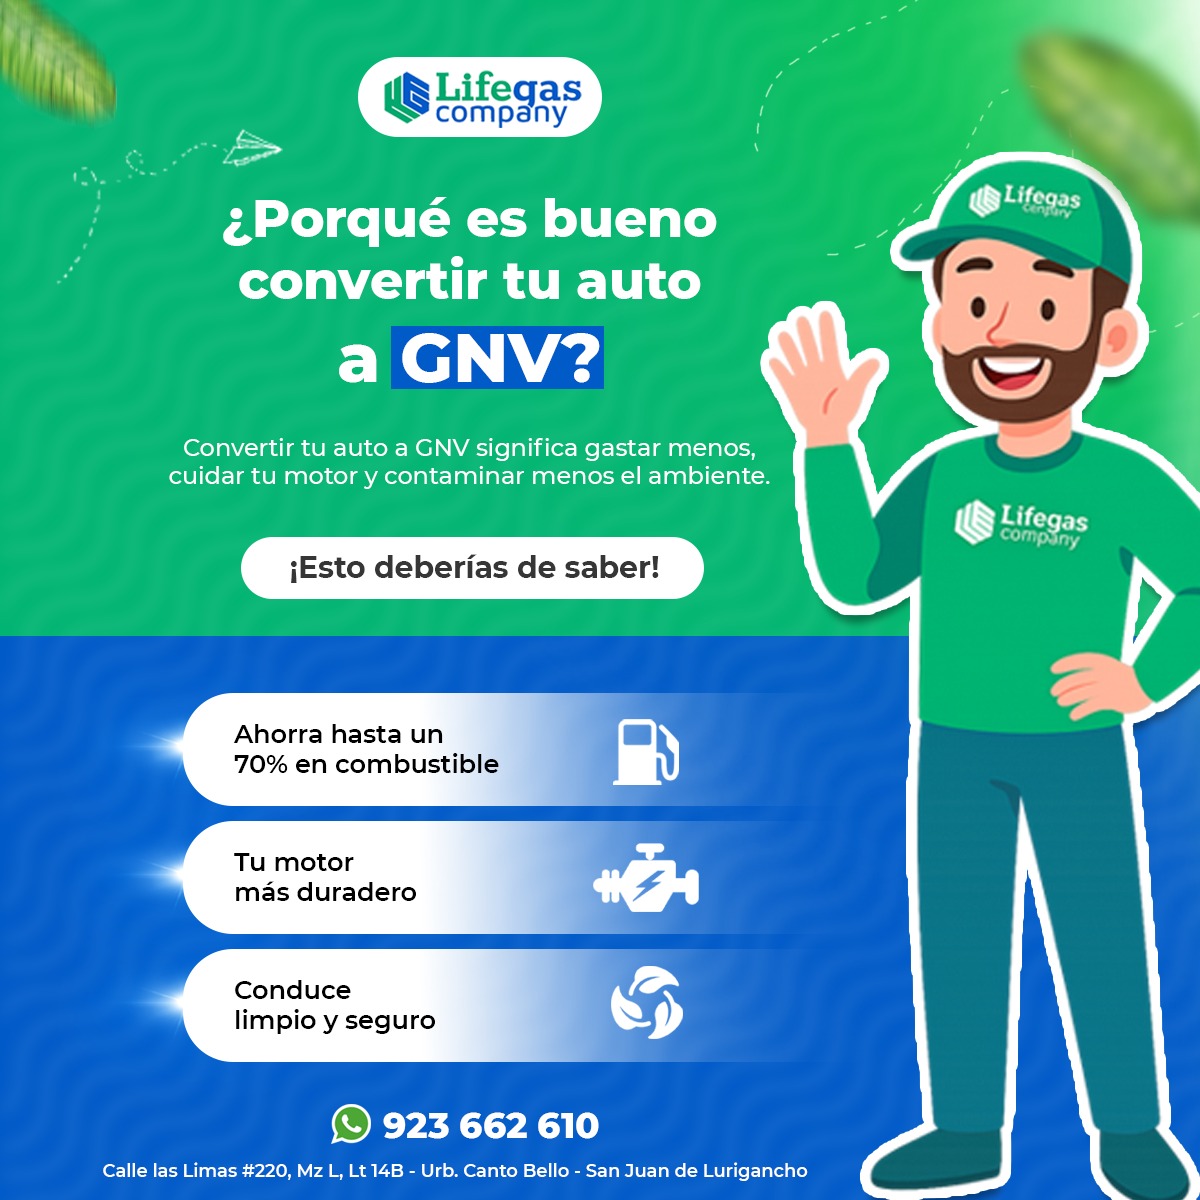 Lifegas
company
¿Porqué es bueno
convertir tu auto
a GNV?
Convertir tu auto a GNV significa gastar menos,
cuidar tu motor y contaminar menos el ambiente.
¡Esto deberías de saber!
Lifegas
cenpany
Lifegas
company
Ahorra hasta un
70% en combustible
Tu motor
más duradero
Conduce
limpio y seguro
923 662 610
Calle las Limas #220, Mz L, Lt 14B - Urb. Canto Bello - San Juan de Lurigancho